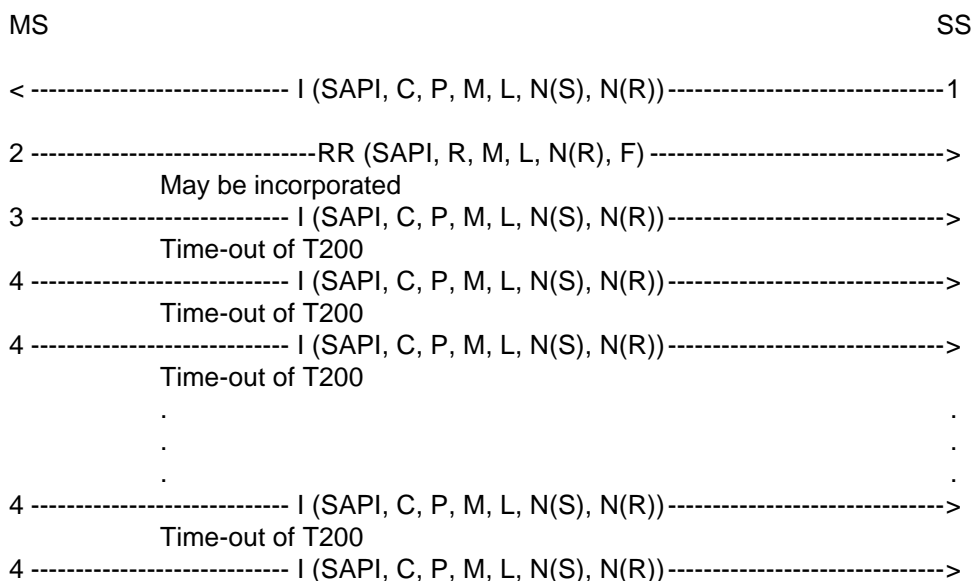 MS SS
< ----------------------------- I (SAPI, C, P, M, L, N(S), N(R))-------------------------------1
2 --------------------------------RR (SAPI, R, M, L, N(R), F) --------------------------------->
May be incorporated
3 ----------------------------- I (SAPI, C, P, M, L, N(S), N(R))------------------------------->
Time-out of T200
4 ----------------------------- I (SAPI, C, P, M, L, N(S), N(R))------------------------------->
Time-out of T200
4 ----------------------------- I (SAPI, C, P, M, L, N(S), N(R))------------------------------->
Time-out of T200
. .
. .
. .
4 ----------------------------- I (SAPI, C, P, M, L, N(S), N(R))------------------------------->
Time-out of T200
4 ----------------------------- I (SAPI, C, P, M, L, N(S), N(R))------------------------------->